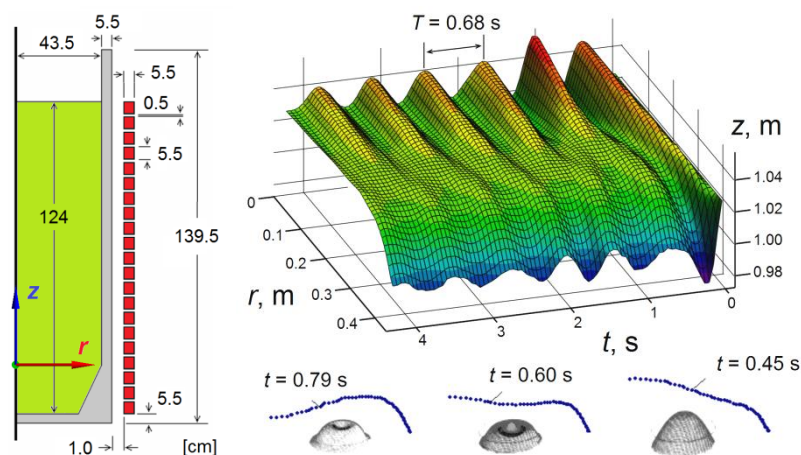 5.5
43.5
5.5
0.5
5.5
124
139.5
z
r
5.5
1.0
[cm]
T = 0.68 s
z, m
1.04
1.02
1.00
0.98
0
0.1
0.2
0.3
0.4
r, m
4
3
2
1
0
t, s
t = 0.79 s
t = 0.60 s
t = 0.45 s